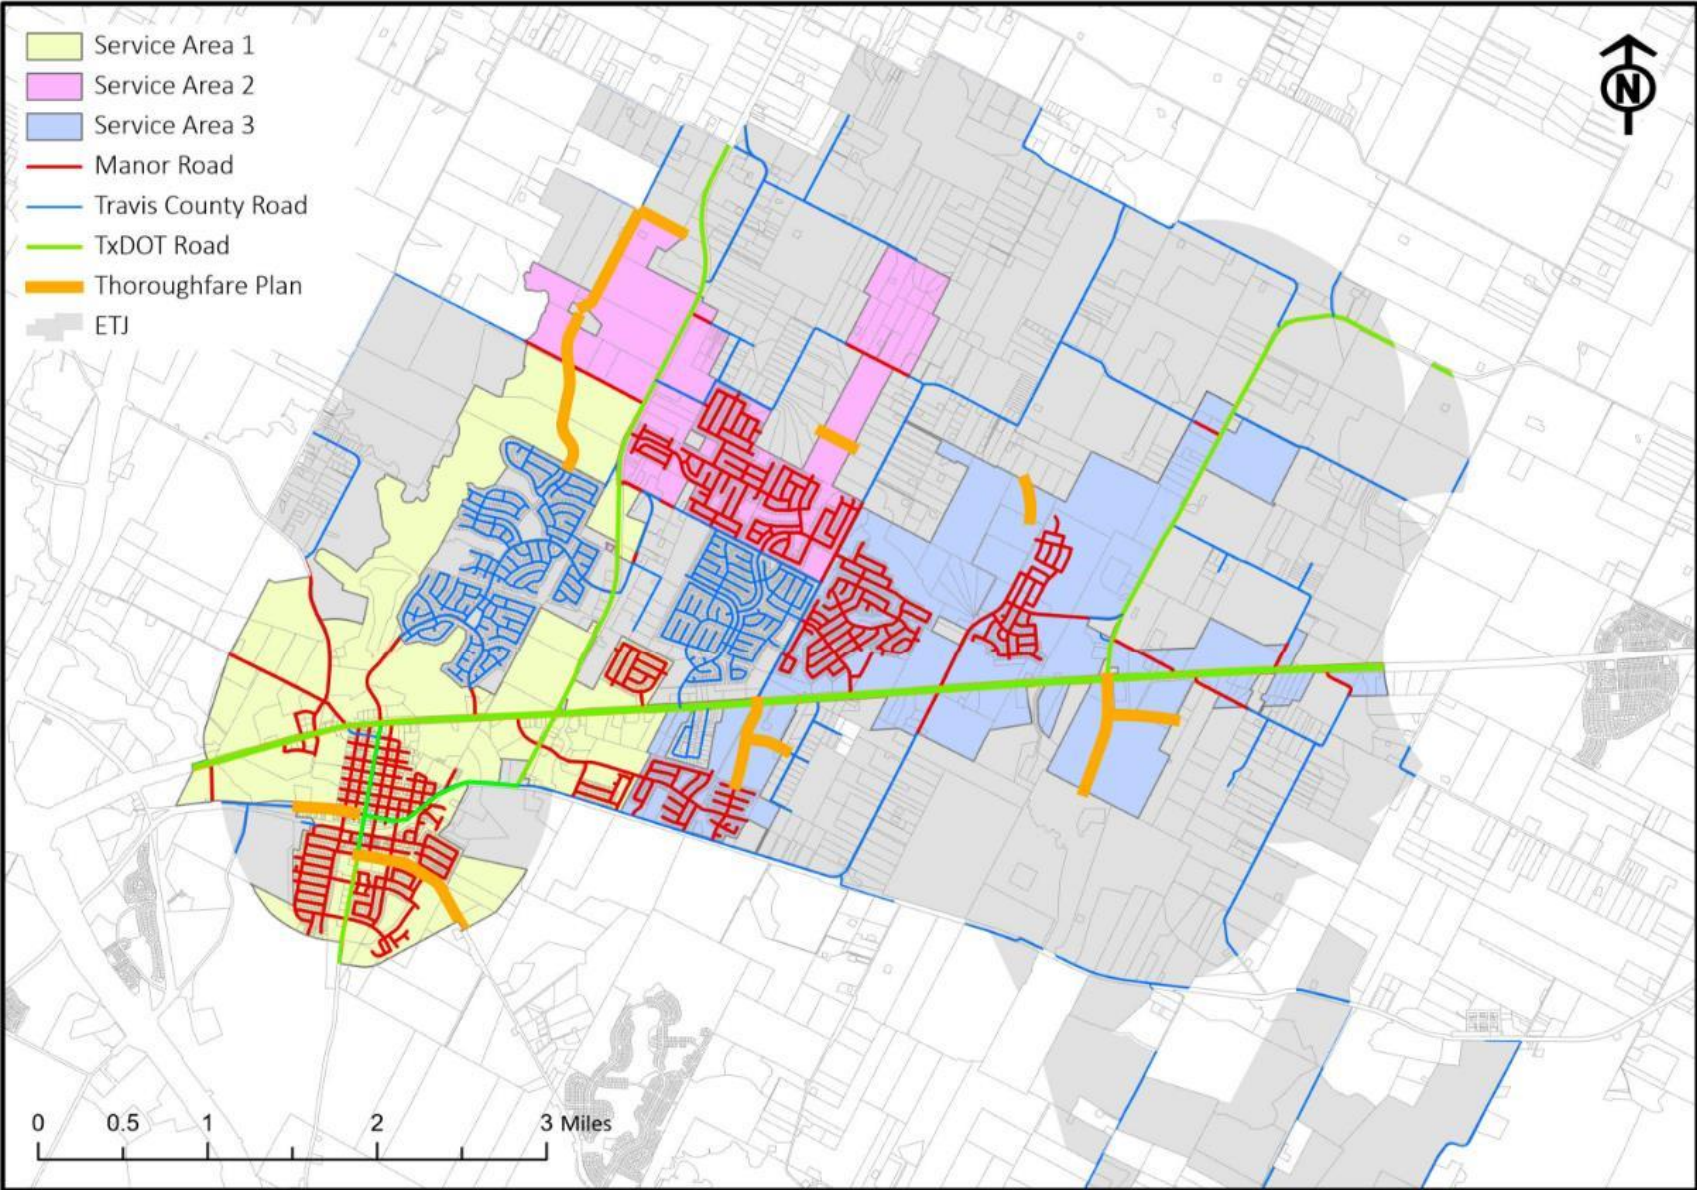 Service Area 1
Service Area 2
Service Area 3
Manor Road
Travis County Road
TxDOT Road
Thoroughfare Plan
ETJ
N
0 0.5 1 2 3 Miles